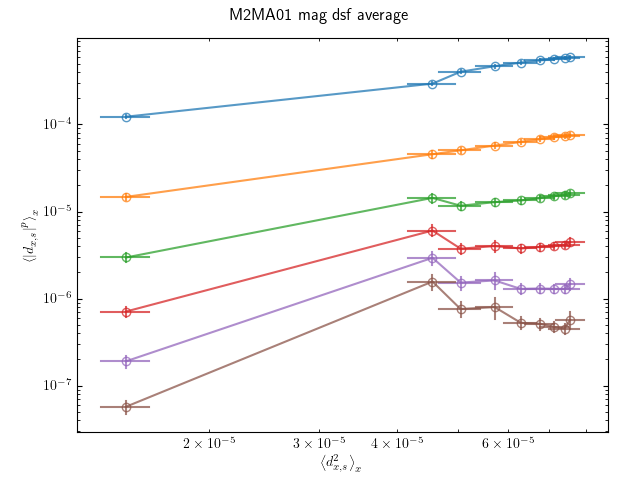 M2MA01 mag dsf average
10⁻⁴
10⁻⁵
10⁻⁶
10⁻⁷
⟨|d_{x,s}|^p⟩_x
2 × 10⁻⁵
3 × 10⁻⁵
4 × 10⁻⁵
6 × 10⁻⁵
⟨d²_{x,s}⟩_x